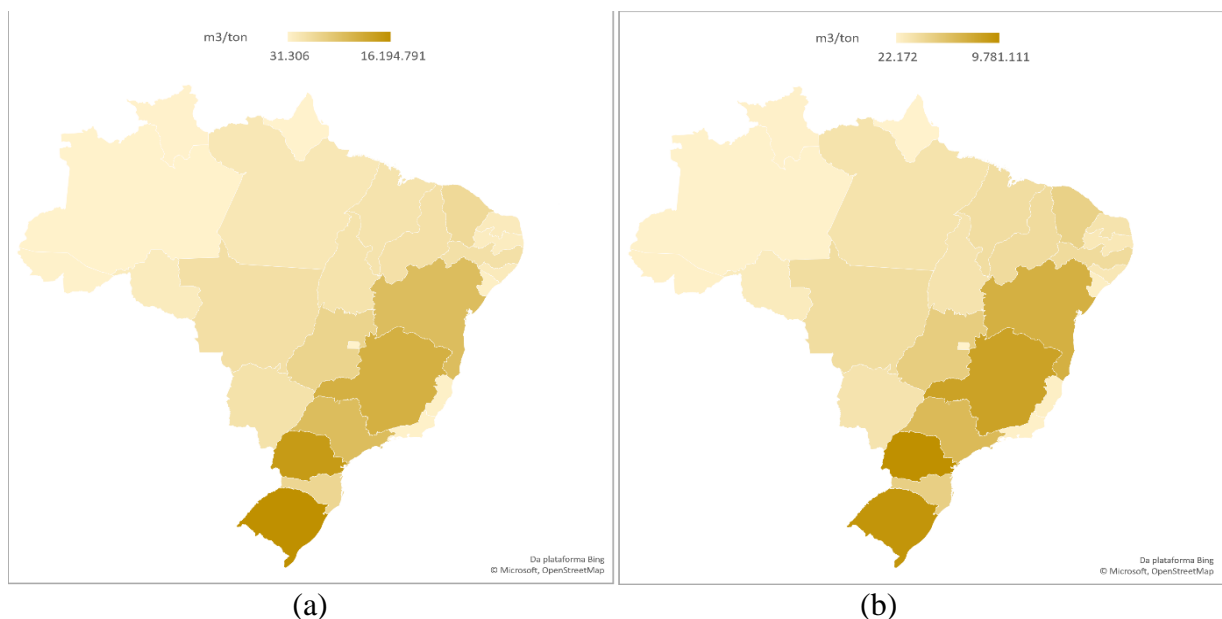 m3/ton
31.306 16.194.791
Da plataforma Bing
© Microsoft, OpenStreetMap
(a)
m3/ton
22.172 9.781.111
Da plataforma Bing
© Microsoft, OpenStreetMap
(b)